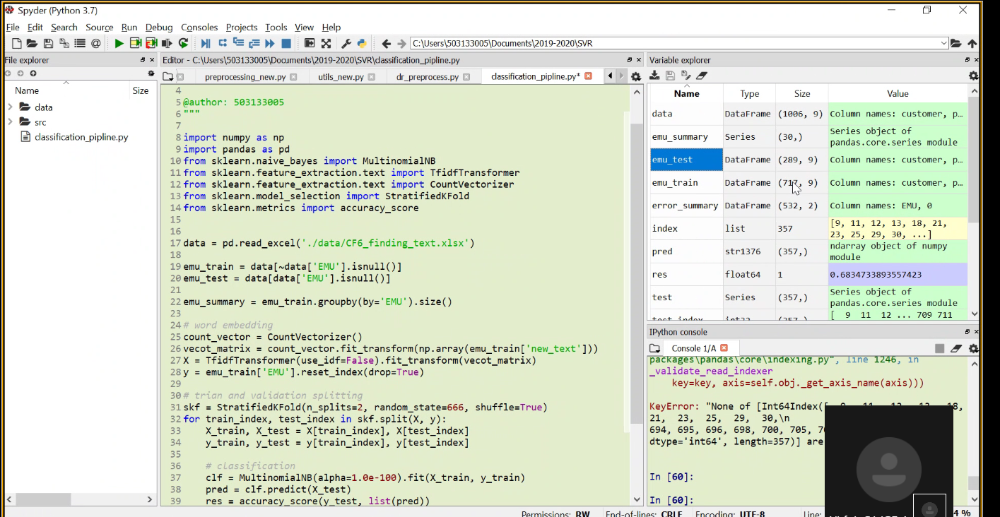 Spyder (Python 3.7)
File Edit Search Source Run Debug Consoles Projects Tools View Help
C:\Users\503133005\Documents\2019-2020\SVR
File explorer
Name Size
data
src
classification_pipline.py
Editor - C:\Users\503133005\Documents\2019-2020\SVR\classification_pipline.py
preprocessing_new.py utils_new.py dr_preprocess.py classification_pipline.py*
4
5 @author: 503133005
6 """
7
8 import numpy as np
9 import pandas as pd
10 from sklearn.naive_bayes import MultinomialNB
11 from sklearn.feature_extraction.text import TfidfTransformer
12 from sklearn.feature_extraction.text import CountVectorizer
13 from sklearn.model_selection import StratifiedKFold
14 from sklearn.metrics import accuracy_score
15
16
17 data = pd.read_excel('./data/CF6_finding_text.xlsx')
18
19 emu_train = data[~data['EMU'].isnull()]
20 emu_test = data[data['EMU'].isnull()]
21
22 emu_summary = emu_train.groupby(by='EMU').size()
23
24 # word embedding
25 count_vector = CountVectorizer()
26 vecot_matrix = count_vector.fit_transform(np.array(emu_train['new_text']))
27 X = TfidfTransformer(use_idf=False).fit_transform(vecot_matrix)
28 y = emu_train['EMU'].reset_index(drop=True)
29
30 # trian and validation splitting
31 skf = StratifiedKFold(n_splits=2, random_state=666, shuffle=True)
32 for train_index, test_index in skf.split(X, y):
33 X_train, X_test = X[train_index], X[test_index]
34 y_train, y_test = y[train_index], y[test_index]
35
36 # classification
37 clf = MultinomialNB(alpha=1.0e-100).fit(X_train, y_train)
38 pred = clf.predict(X_test)
39 res = accuracy_score(y_test, list(pred))
Variable explorer
Name Type Size Value
data DataFrame (1006, 9) Column names: customer, p...
emu_summary Series (30,) Series object of
pandas.core.series module
emu_test DataFrame (289, 9) Column names: customer, p...
emu_train DataFrame (717, 9) Column names: customer, p...
error_summary DataFrame (532, 2) Column names: EMU, 0
index list 357 [9, 11, 12, 13, 18, 21,
23, 25, 29, 30, ...]
pred str1376 (357,) ndarray object of numpy
module
res float64 1 0.6834733893557423
test Series (357,) Series object of
pandas.core.series module
test_index int32 (357,) [ 9 11 12 ... 709 711
IPython console
Console 1/A
packages\pandas\core\indexing.py", line 1246, in
_validate_read_indexer
key=key, axis=self.obj._get_axis_name(axis)))
KeyError: "None of [Int64Index([ 9, 11, 12, 13, 18,
21, 23, 25, 29, 30,\n
694, 695, 696, 698, 700, 705,
dtype='int64', length=357)] are
In [60]:
In [60]:
Permissions: RW End-of-lines: CRLF Encoding: UTF-8 Line: 4 %